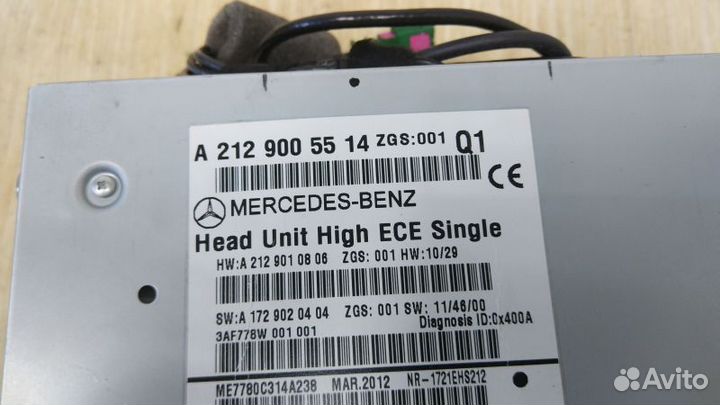 A 212 900 55 14 ZGS:001 Q1
MERCEDES-BENZ CE
Head Unit High ECE Single
HW:A 212 901 08 06 ZGS: 001 HW:10/29
SW:A 172 902 04 04 ZGS: 001 SW: 11/46/00
3AF778W 001 001 Diagnosis ID:0x400A
ME7780C314A238 MAR.2012 NR-1721EHS212
Avito